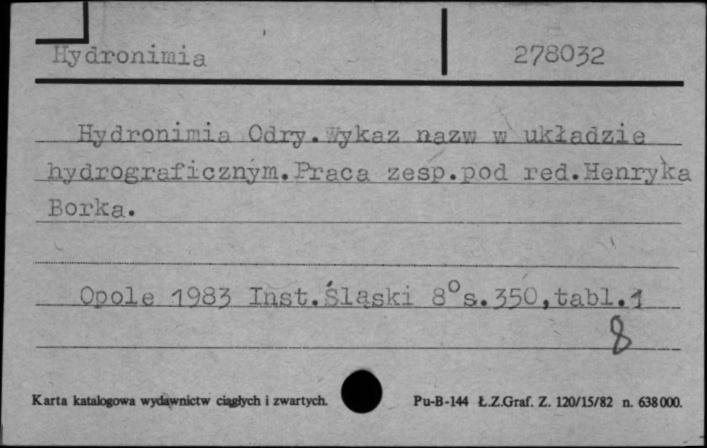 Hydronimia 278032
Hydronimia Odry.Wykaz nazw w układzie
hydrograficznym.Praca zesp.pod red.Henryka
Borka.
Opole 1983 Inst.Śląski 8°s.350,tabl.1
8
Karta katalogowa wydawnictw ciągłych i zwartych. Pu-B-144 Ł.Z.Graf. Z. 120/15/82 n. 638000.